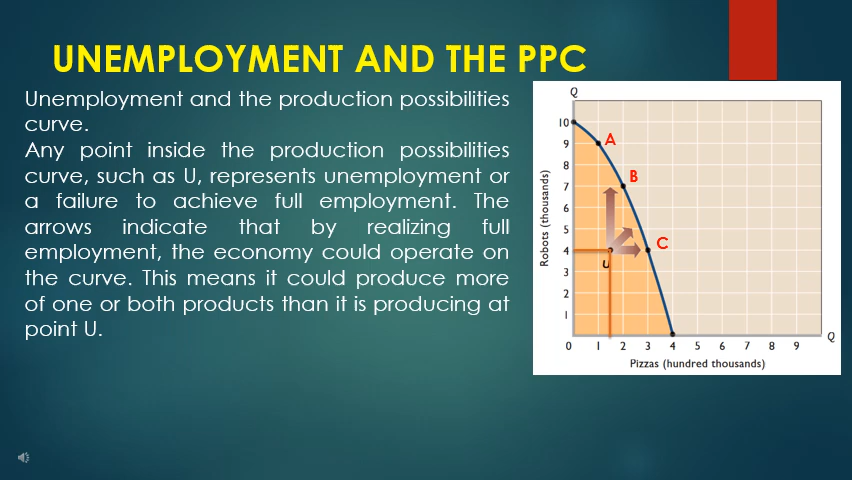 UNEMPLOYMENT AND THE PPC
Unemployment and the production possibilities
curve.
Any point inside the production possibilities
curve, such as U, represents unemployment or
a failure to achieve full employment. The
arrows indicate that by realizing full
employment, the economy could operate on
the curve. This means it could produce more
of one or both products than it is producing at
point U.
Q
10
9
8
7
6
5
4
3
2
1
A
B
C
U
Robots (thousands)
0 1 2 3 4 5 6 7 8 9 Q
Pizzas (hundred thousands)